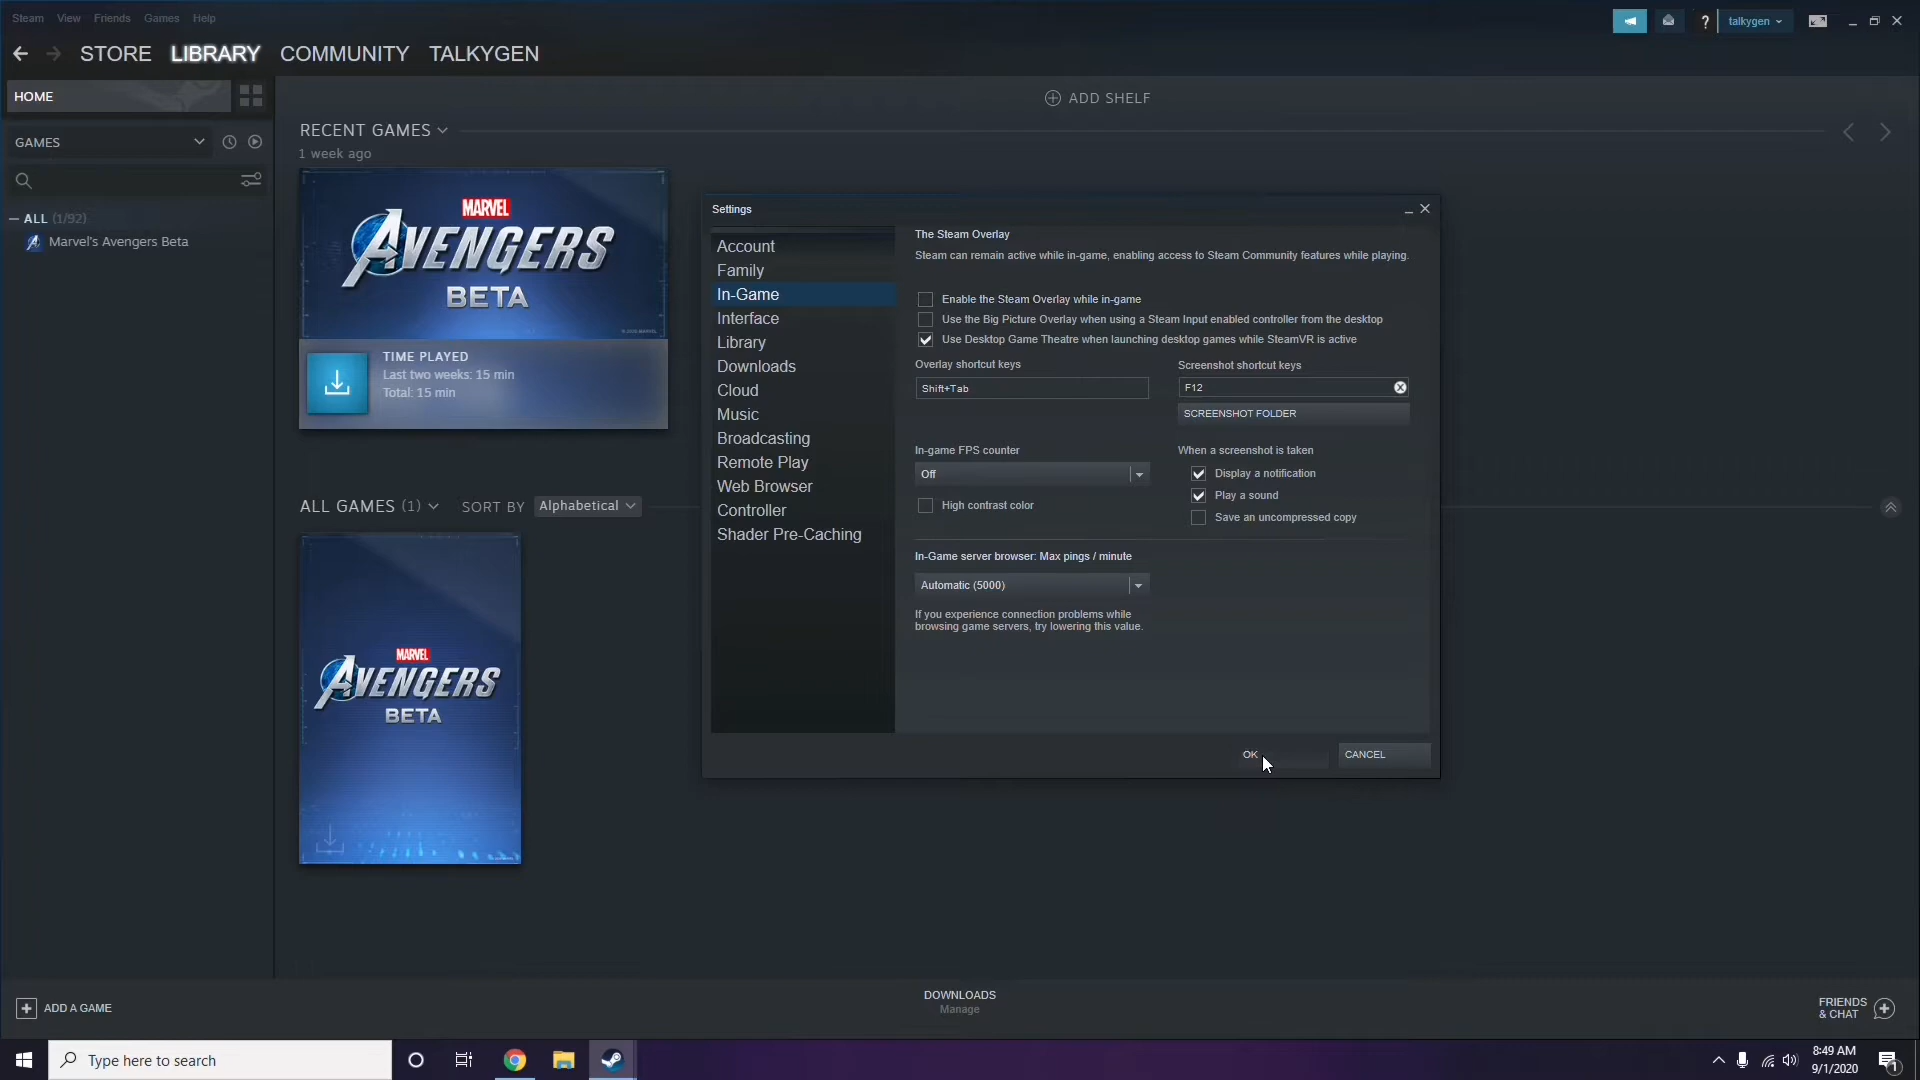 Steam View Friends Games Help
talkygen
STORE LIBRARY COMMUNITY TALKYGEN
HOME
ADD SHELF
GAMES
RECENT GAMES
1 week ago
ALL (1/92)
Marvel's Avengers Beta
MARVEL
AVENGERS
BETA
TIME PLAYED
Last two weeks: 15 min
Total: 15 min
ALL GAMES (1) SORT BY Alphabetical
MARVEL
AVENGERS
BETA
Settings
Account
Family
In-Game
Interface
Library
Downloads
Cloud
Music
Broadcasting
Remote Play
Web Browser
Controller
Shader Pre-Caching
The Steam Overlay
Steam can remain active while in-game, enabling access to Steam Community features while playing.
Enable the Steam Overlay while in-game
Use the Big Picture Overlay when using a Steam Input enabled controller from the desktop
Use Desktop Game Theatre when launching desktop games while SteamVR is active
Overlay shortcut keys
Shift+Tab
Screenshot shortcut keys
F12
SCREENSHOT FOLDER
In-game FPS counter
Off
High contrast color
When a screenshot is taken
Display a notification
Play a sound
Save an uncompressed copy
In-Game server browser: Max pings / minute
Automatic (5000)
If you experience connection problems while
browsing game servers, try lowering this value.
OK
CANCEL
ADD A GAME
DOWNLOADS
Manage
FRIENDS
& CHAT
Type here to search
8:49 AM
9/1/2020
1